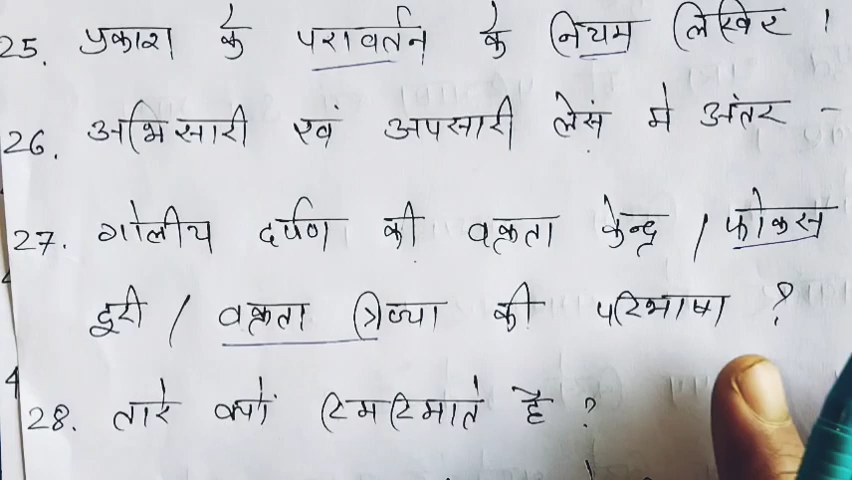 25. प्रकाश के परावर्तन के नियम लिखिए ।
26. अभिसारी एवं अपसारी लेंस मे अंतर –
27. गोलीय दर्पण की वक्रता केन्द्र / फोकस
दूरी / वक्रता त्रिज्या की परिभाषा ?
28. तारे क्यों टिमटिमाते है ?